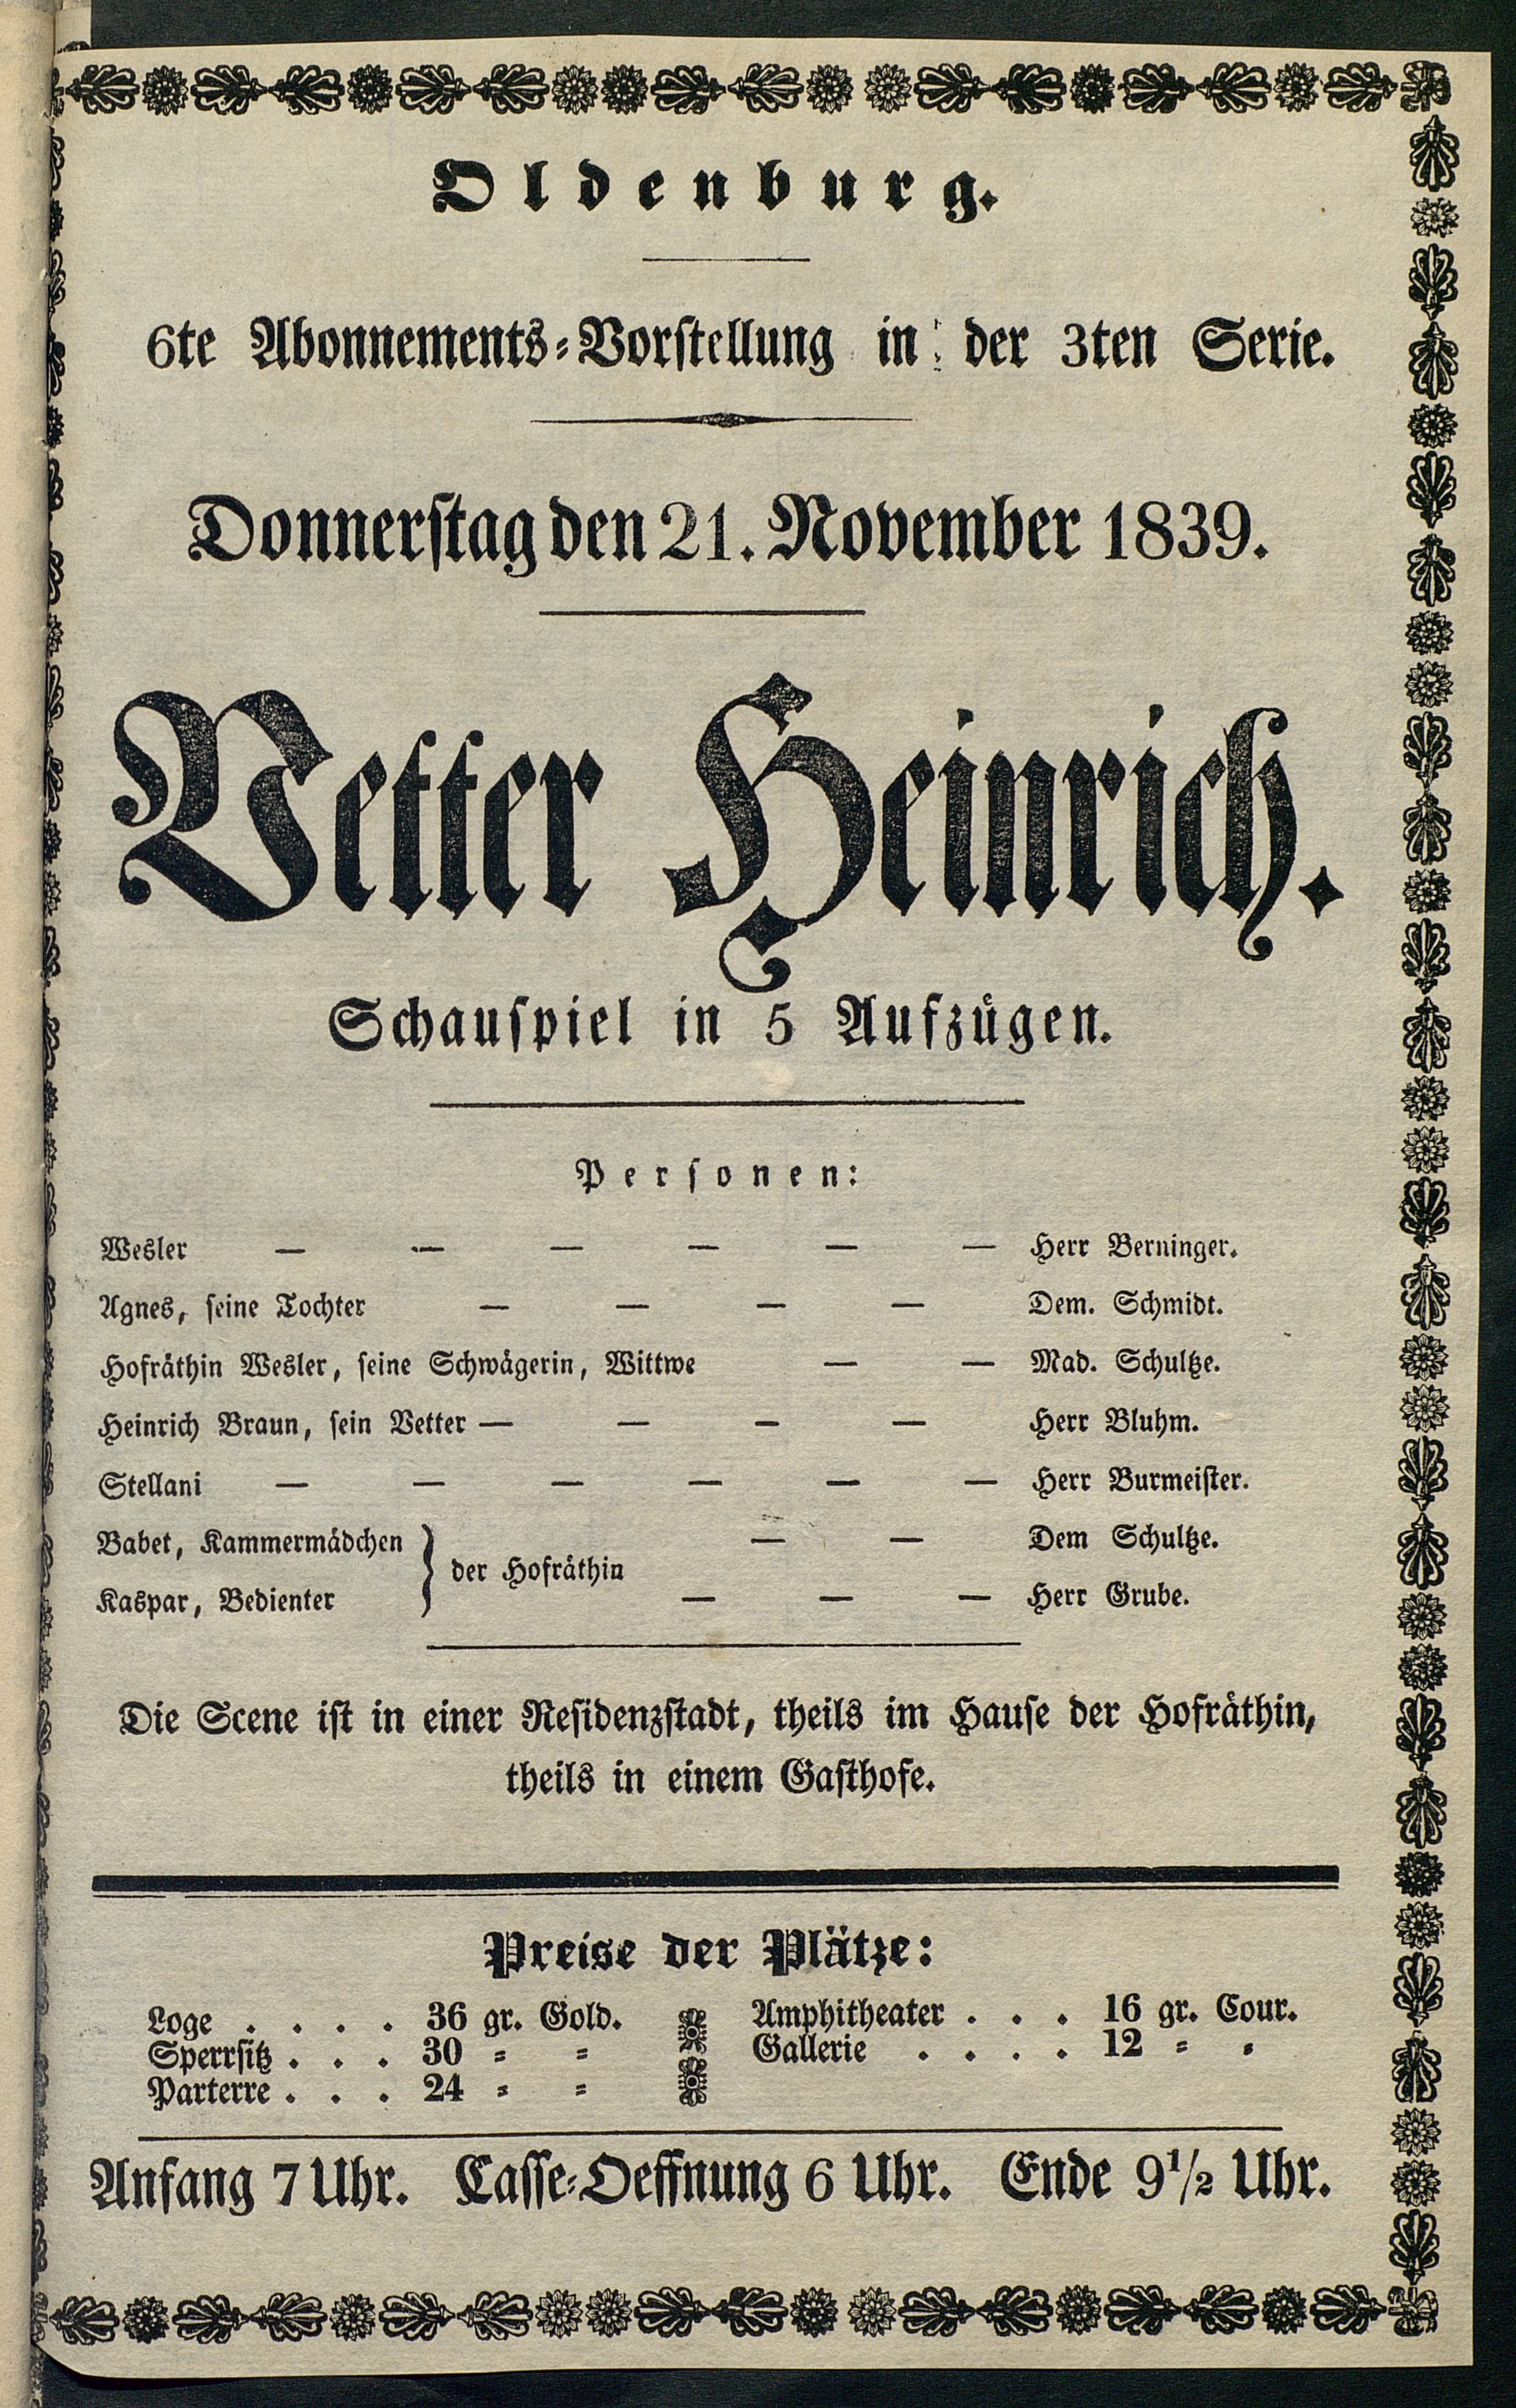 Oldenburg.
6te Abonnements=Vorstellung in der 3ten Serie.
Donnerstag den 21. November 1839.
Vetter Heinrich.
Schauspiel in 5 Aufzügen.
Personen:
Wesler — — — — — — Herr Berninger.
Agnes, seine Tochter — — — — Dem. Schmidt.
Hofräthin Wesler, seine Schwägerin, Wittwe — — Mad. Schultze.
Heinrich Braun, sein Vetter — — — — Herr Bluhm.
Stellani — — — — — — Herr Burmeister.
Babet, Kammermädchen } der Hofräthin — — Dem Schultze.
Kaspar, Bedienter } — — — Herr Grube.
Die Scene ist in einer Residenzstadt, theils im Hause der Hofräthin,
theils in einem Gasthofe.
Preise der Plätze:
Loge . . . . 36 gr. Gold.
Sperrsitz . . . 30 = =
Parterre . . . 24 = =
Amphitheater . . . 16 gr. Cour.
Gallerie . . . . 12 = =
Anfang 7 Uhr. Casse=Oeffnung 6 Uhr. Ende 9½ Uhr.